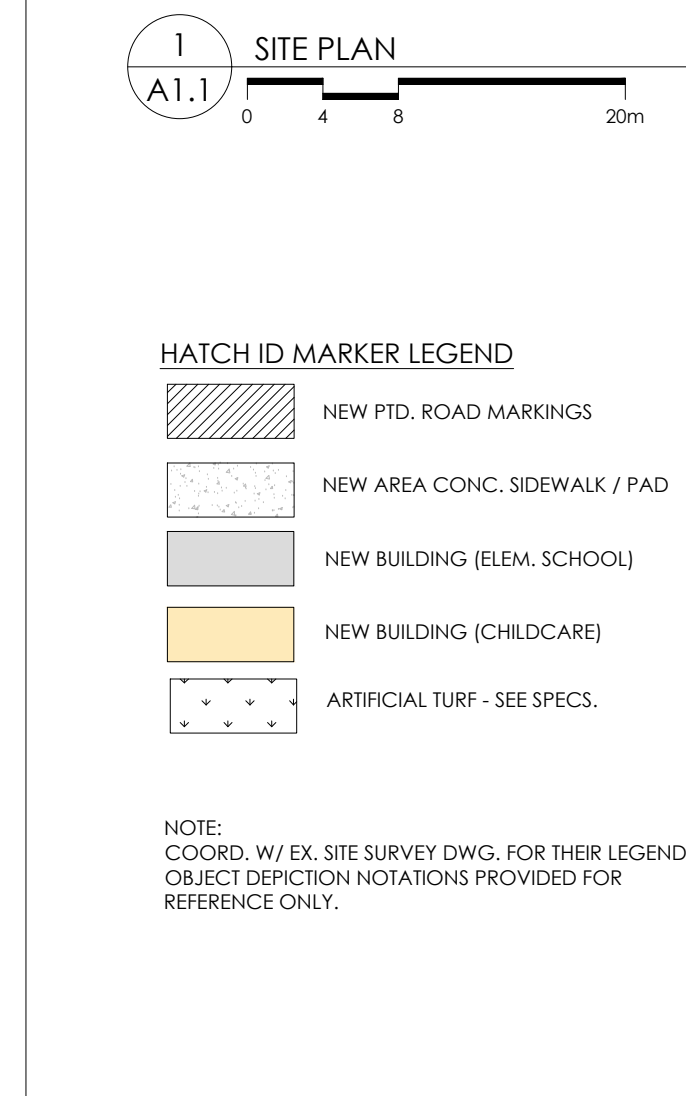 1
SITE PLAN
A1.1
0 4 8 20m
HATCH ID MARKER LEGEND
NEW PTD. ROAD MARKINGS
NEW AREA CONC. SIDEWALK / PAD
NEW BUILDING (ELEM. SCHOOL)
NEW BUILDING (CHILDCARE)
ARTIFICIAL TURF - SEE SPECS.
NOTE:
COORD. W/ EX. SITE SURVEY DWG. FOR THEIR LEGEND
OBJECT DEPICTION NOTATIONS PROVIDED FOR
REFERENCE ONLY.